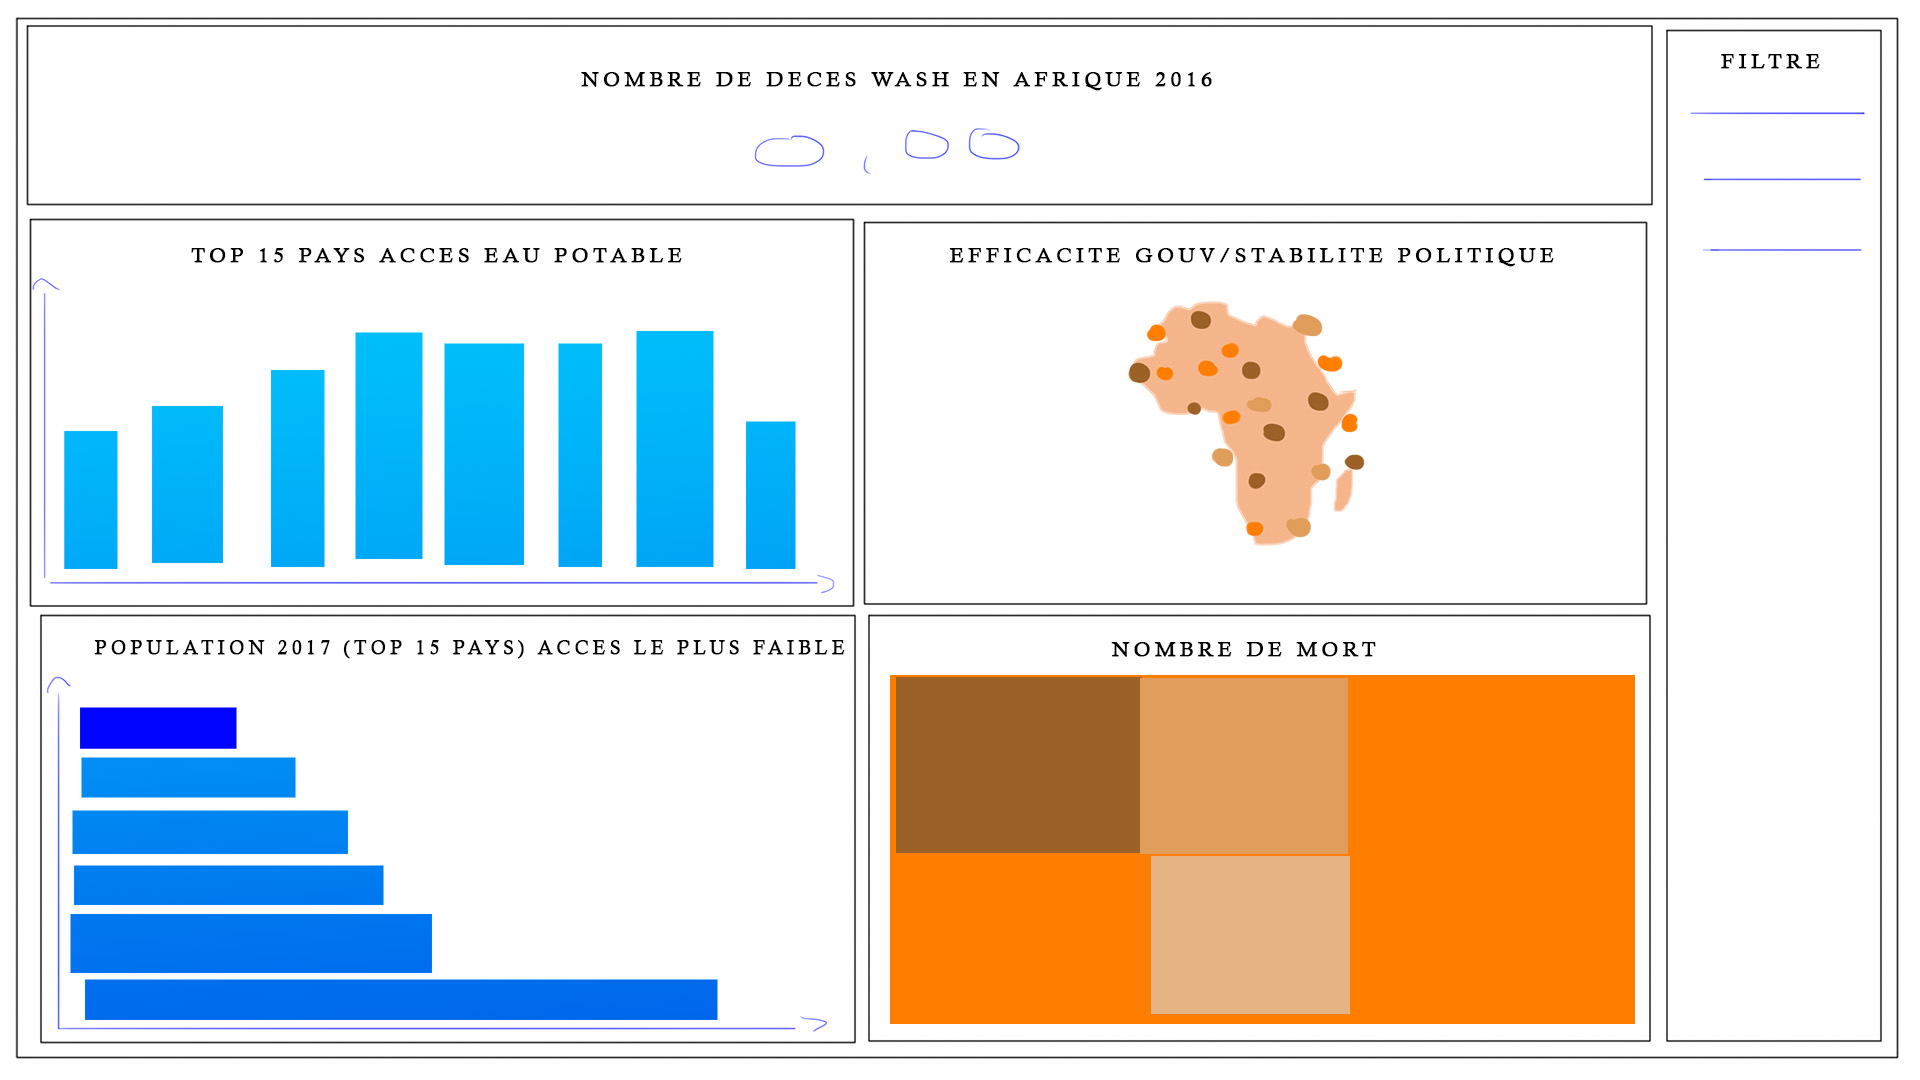 NOMBRE DE DECES WASH EN AFRIQUE 2016
FILTRE
TOP 15 PAYS ACCES EAU POTABLE
EFFICACITE GOUV/STABILITE POLITIQUE
POPULATION 2017 (TOP 15 PAYS) ACCES LE PLUS FAIBLE
NOMBRE DE MORT